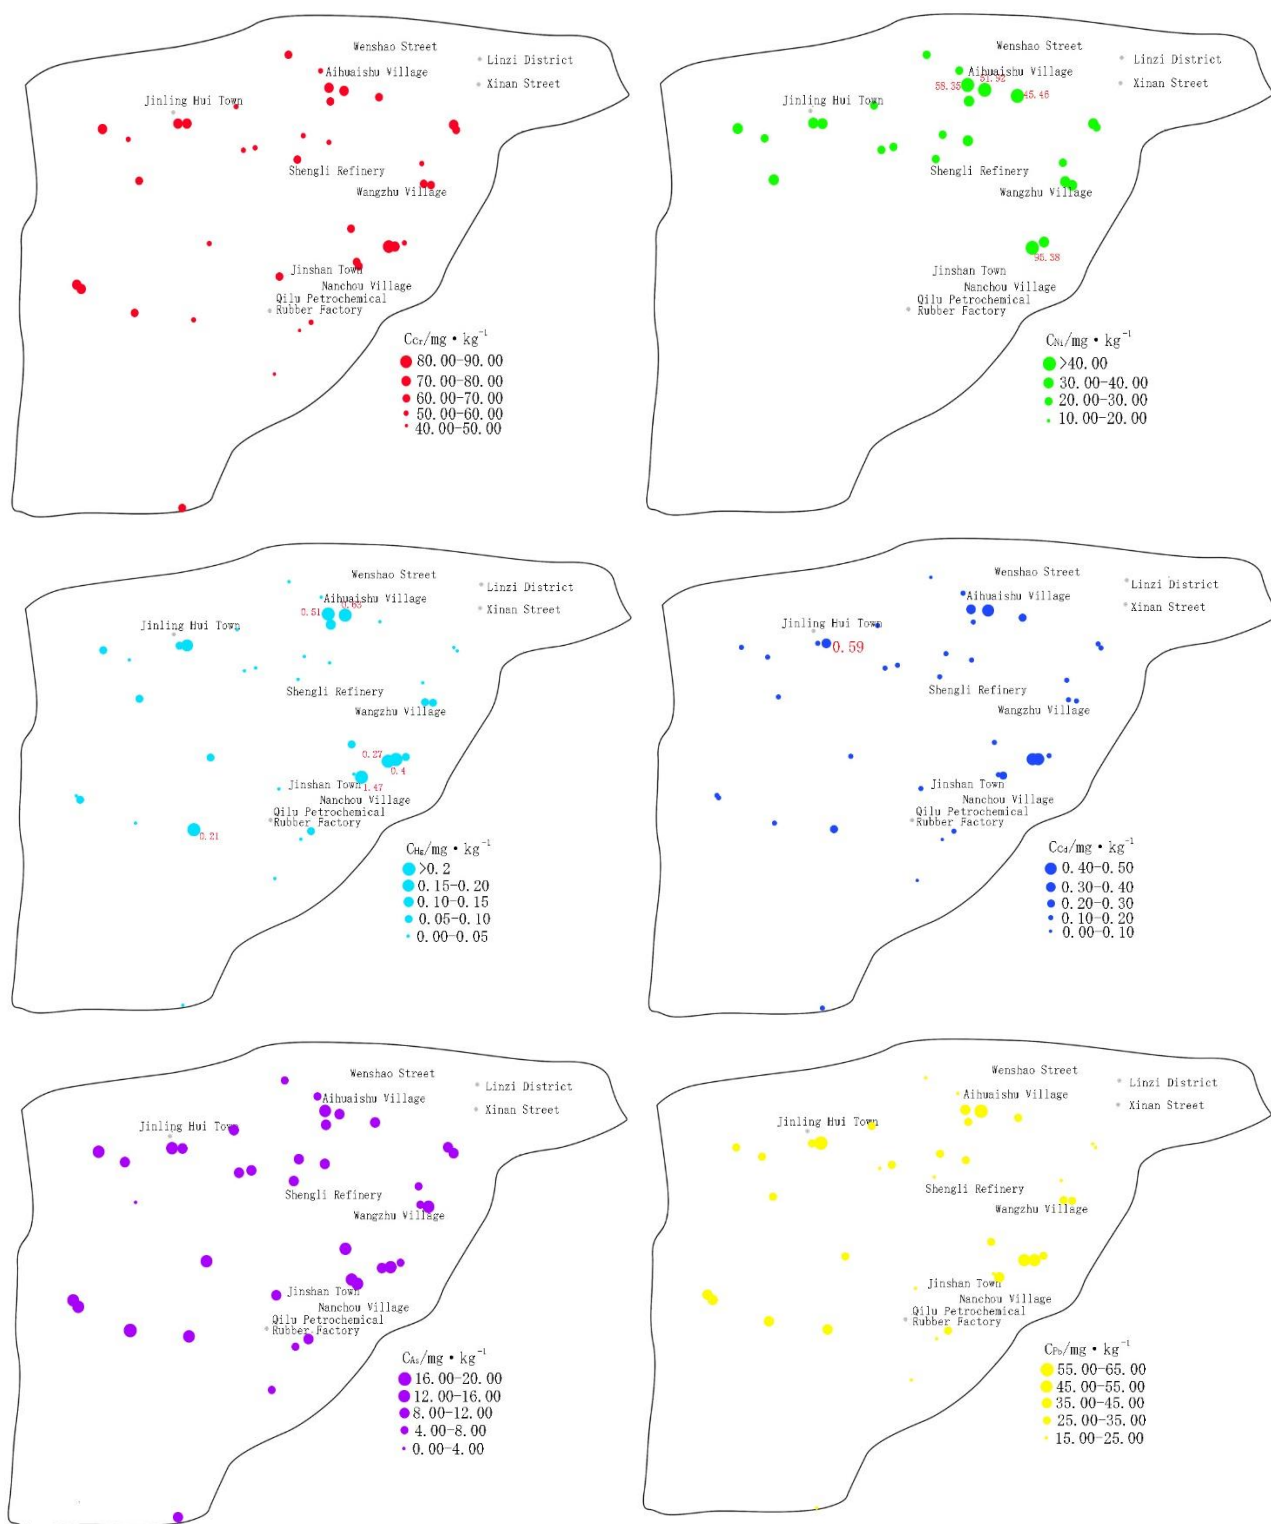 Wenshao Street
Linzi District
Aihuaishu Village
Xinan Street
Jinling Hui Town
Shengli Refinery
Wangzhu Village
Jinshan Town
Nanchou Village
Qilu Petrochemical
Rubber Factory
C_Cr/mg·kg⁻¹
80.00-90.00
70.00-80.00
60.00-70.00
50.00-60.00
40.00-50.00
Wenshao Street
Linzi District
Aihuaishu Village
51.92
Xinan Street
45.46
Jinling Hui Town
Shengli Refinery
Wangzhu Village
95.38
Jinshan Town
Nanchou Village
Qilu Petrochemical
Rubber Factory
C_Ni/mg·kg⁻¹
>40.00
30.00-40.00
20.00-30.00
10.00-20.00
Wenshao Street
Linzi District
Aihuaishu Village
0.51
Xinan Street
Jinling Hui Town
Shengli Refinery
Wangzhu Village
0.27
0.4
Jinshan Town
1.47
Nanchou Village
Qilu Petrochemical
Rubber Factory
0.21
C_Hg/mg·kg⁻¹
>0.2
0.15-0.20
0.10-0.15
0.05-0.10
0.00-0.05
Wenshao Street
Linzi District
Aihuaishu Village
Xinan Street
Jinling Hui Town
0.59
Shengli Refinery
Wangzhu Village
Jinshan Town
Nanchou Village
Qilu Petrochemical
Rubber Factory
C_Cd/mg·kg⁻¹
0.40-0.50
0.30-0.40
0.20-0.30
0.10-0.20
0.00-0.10
Wenshao Street
Linzi District
Aihuaishu Village
Xinan Street
Jinling Hui Town
Shengli Refinery
Wangzhu Village
Jinshan Town
Nanchou Village
Qilu Petrochemical
Rubber Factory
C_As/mg·kg⁻¹
16.00-20.00
12.00-16.00
8.00-12.00
4.00-8.00
0.00-4.00
Wenshao Street
Linzi District
Aihuaishu Village
Xinan Street
Jinling Hui Town
Shengli Refinery
Wangzhu Village
Jinshan Town
Nanchou Village
Qilu Petrochemical
Rubber Factory
C_Pb/mg·kg⁻¹
55.00-65.00
45.00-55.00
35.00-45.00
25.00-35.00
15.00-25.00